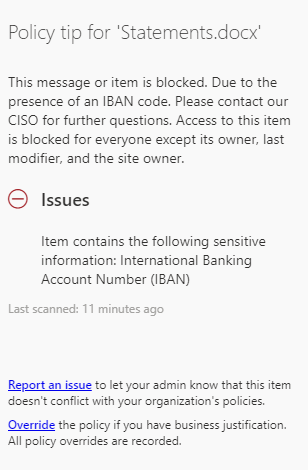 Policy tip for 'Statements.docx'
This message or item is blocked. Due to the
presence of an IBAN code. Please contact our
CISO for further questions. Access to this item
is blocked for everyone except its owner, last
modifier, and the site owner.
Issues
Item contains the following sensitive
information: International Banking
Account Number (IBAN)
Last scanned: 11 minutes ago
Report an issue to let your admin know that this item
doesn't conflict with your organization's policies.
Override the policy if you have business justification.
All policy overrides are recorded.